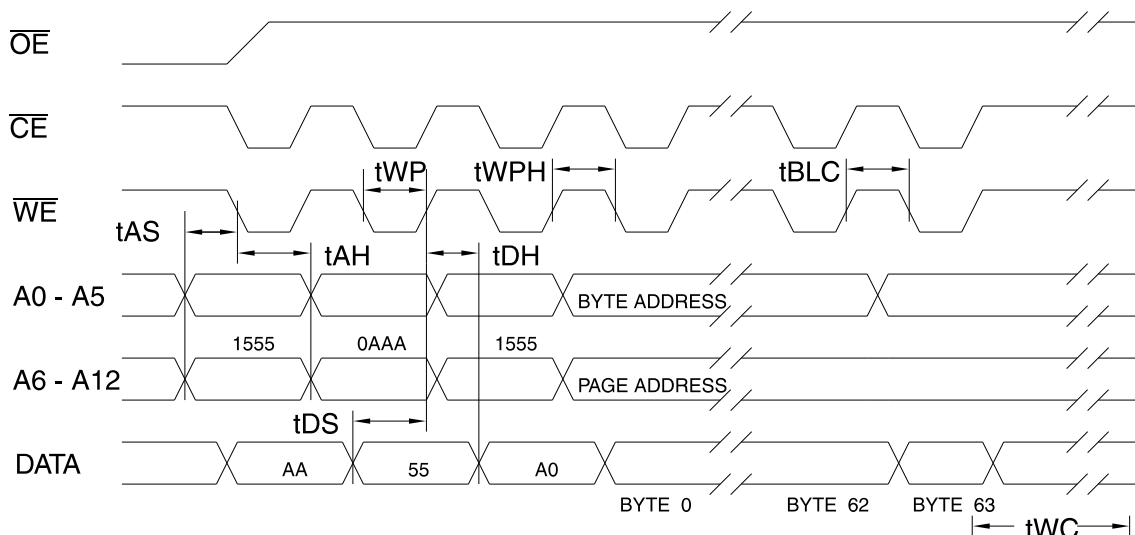 OE
CE
tWP tWPH tBLC
WE
tAS
tAH tDH
A0 - A5 BYTE ADDRESS
1555 0AAA 1555
A6 - A12 PAGE ADDRESS
tDS
DATA AA 55 A0
BYTE 0 BYTE 62 BYTE 63
tWC